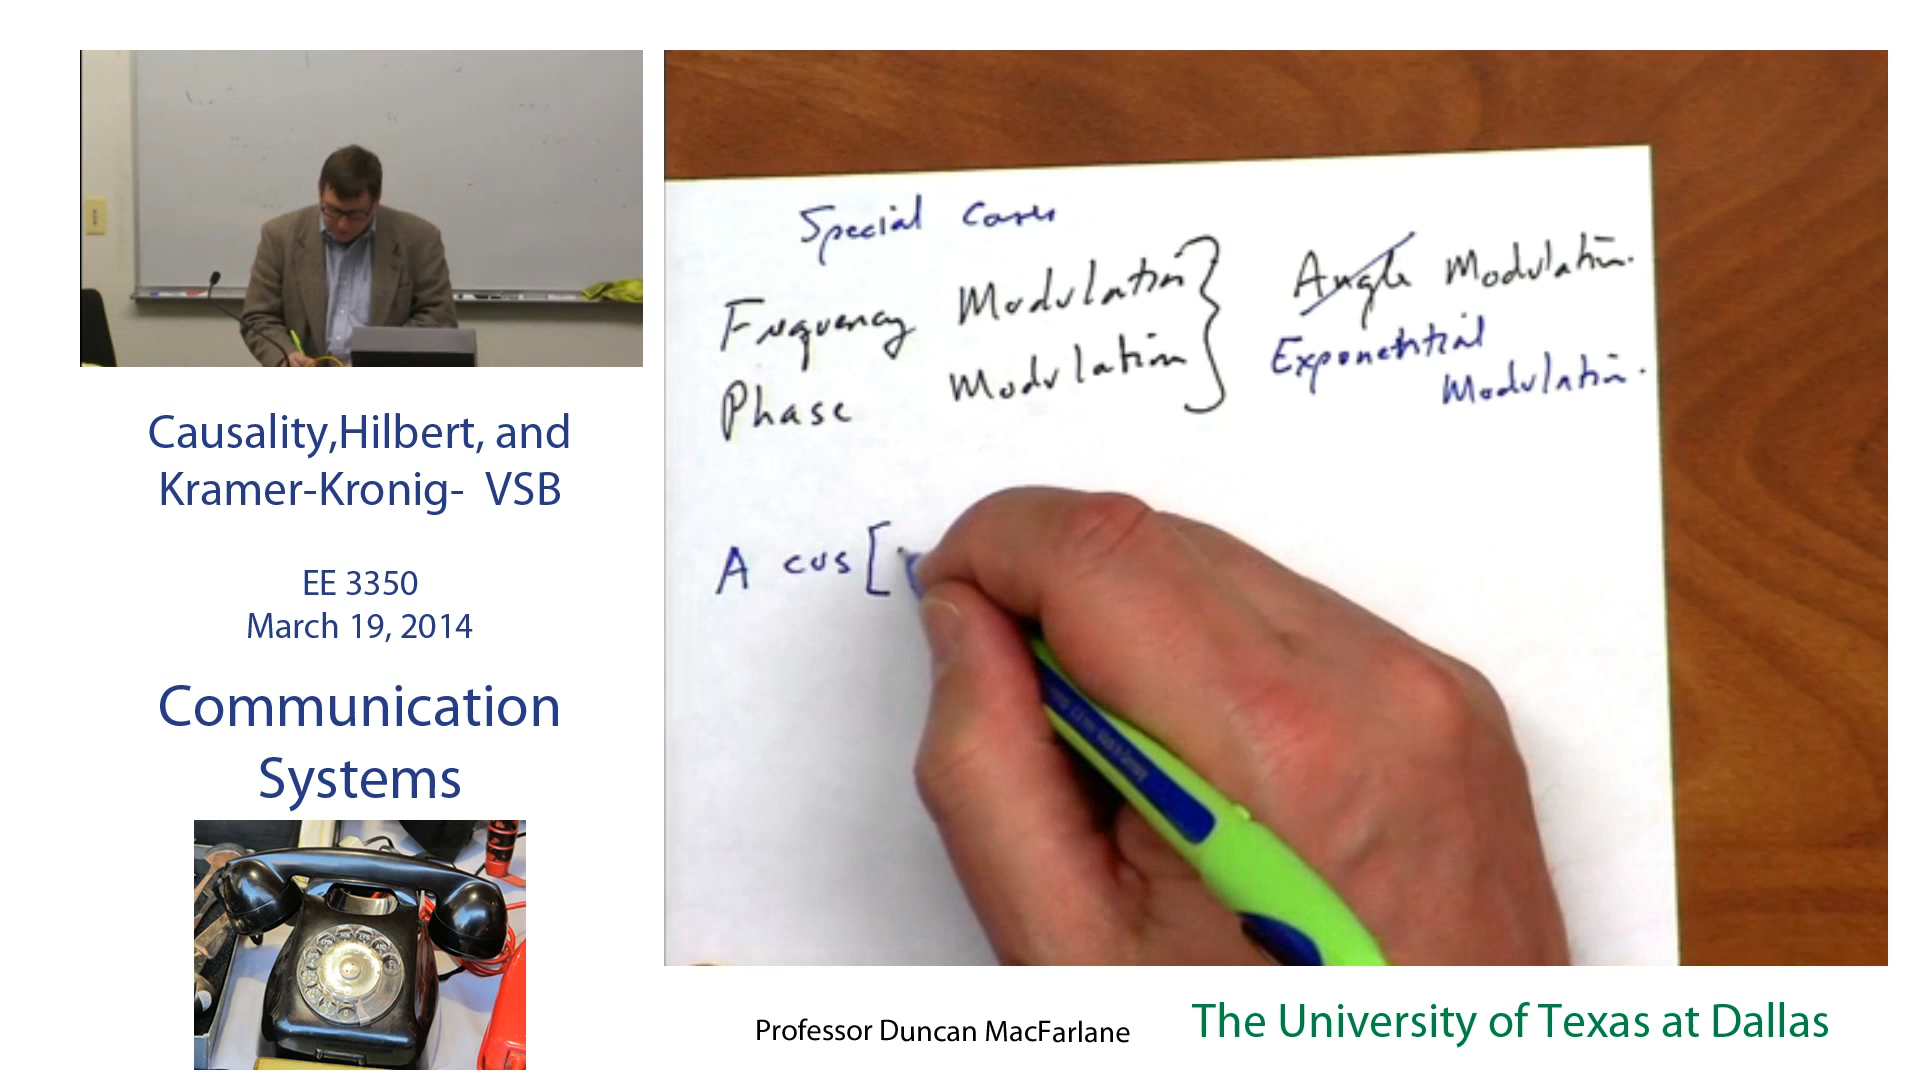 Causality,Hilbert, and
Kramer-Kronig- VSB
EE 3350
March 19, 2014
Communication
Systems
Special Cases
Frequency Modulation } Angle Modulation.
Phase Modulation
Exponential
Modulation.
A cos [
Professor Duncan MacFarlane
The University of Texas at Dallas